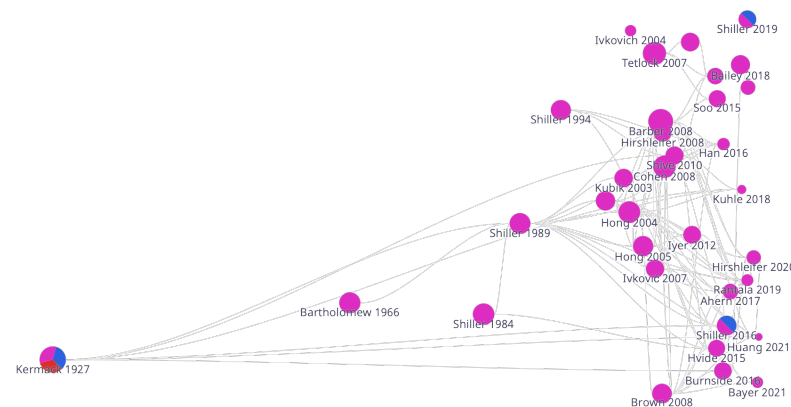 Shiller 2019
Ivkovich 2004
Tetlock 2007
Bailey 2018
Soo 2015
Shiller 1994
Barber 2008
Hirshleifer 2008
Han 2016
Shive 2010
Cohen 2008
Kubik 2003
Kuhle 2018
Hong 2004
Shiller 1989
Iyer 2012
Hong 2005
Hirshleifer 2020
Ivkovic 2007
Rantala 2019
Ahern 2017
Bartholomew 1966
Shiller 1984
Shiller 2016
Huang 2021
Hvide 2015
Kermack 1927
Burnside 2016
Bayer 2021
Brown 2008